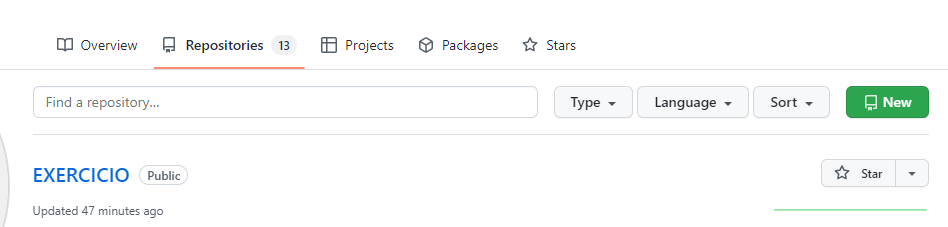 Overview Repositories 13 Projects Packages Stars
Find a repository... Type Language Sort New
EXERCICIO Public Star
Updated 47 minutes ago